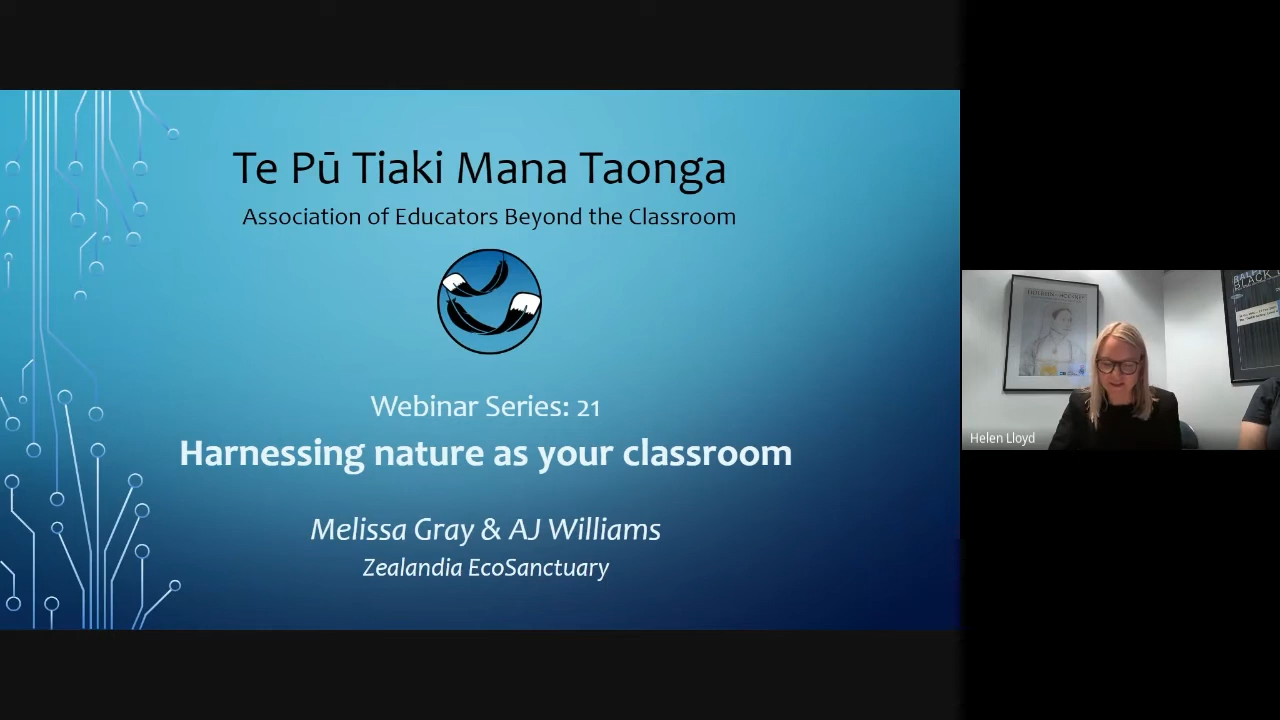 Te Pū Tiaki Mana Taonga
Association of Educators Beyond the Classroom
Webinar Series: 21
Harnessing nature as your classroom
Melissa Gray & AJ Williams
Zealandia EcoSanctuary
Helen Lloyd
BLACK